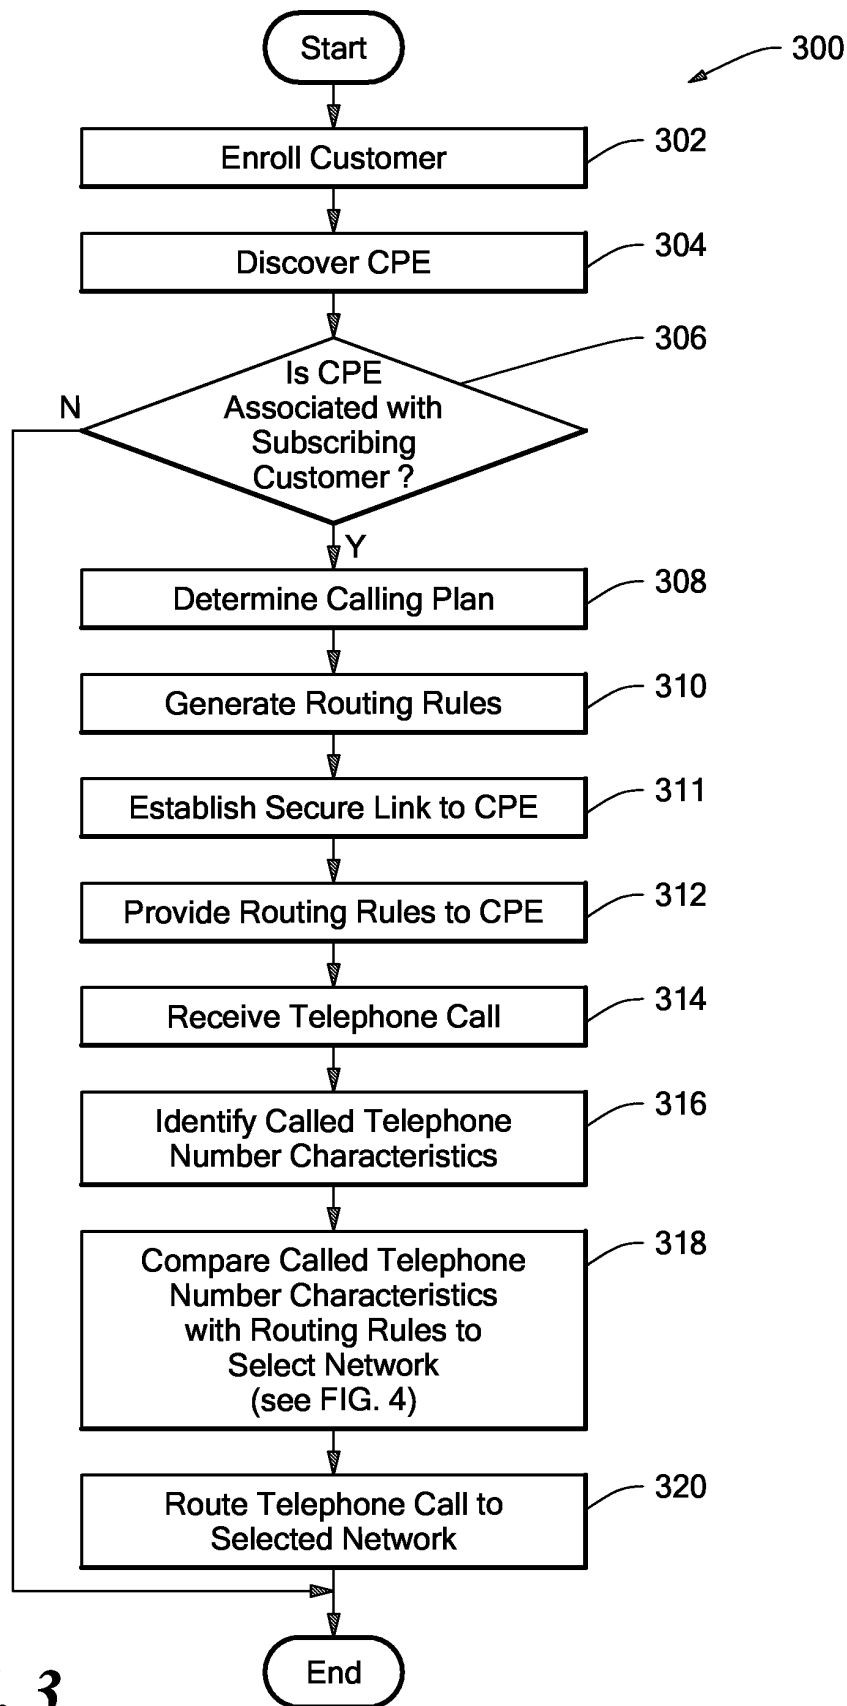 Start
300
Enroll Customer
302
Discover CPE
304
Is CPE
Associated with
Subscribing
Customer ?
306
N
Y
Determine Calling Plan
308
Generate Routing Rules
310
Establish Secure Link to CPE
311
Provide Routing Rules to CPE
312
Receive Telephone Call
314
Identify Called Telephone
Number Characteristics
316
Compare Called Telephone
Number Characteristics
with Routing Rules to
Select Network
(see FIG. 4)
318
Route Telephone Call to
Selected Network
320
End
. 3